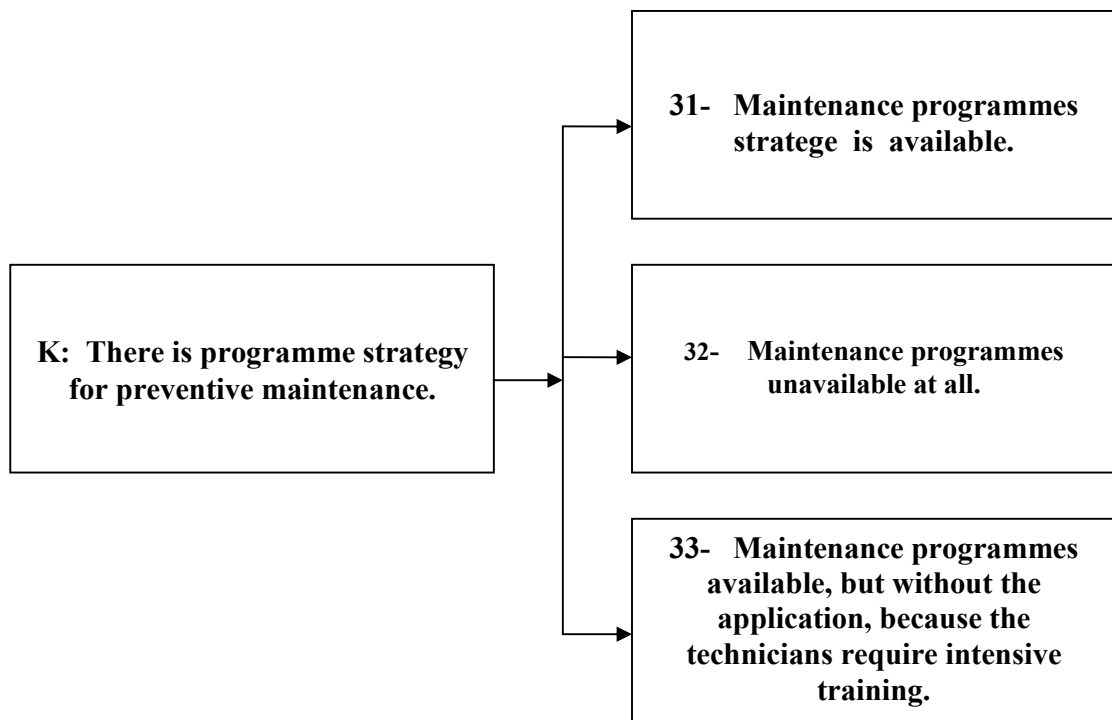 31- Maintenance programmes
stratege is available.
K: There is programme strategy
for preventive maintenance.
32- Maintenance programmes
unavailable at all.
33- Maintenance programmes
available, but without the
application, because the
technicians require intensive
training.